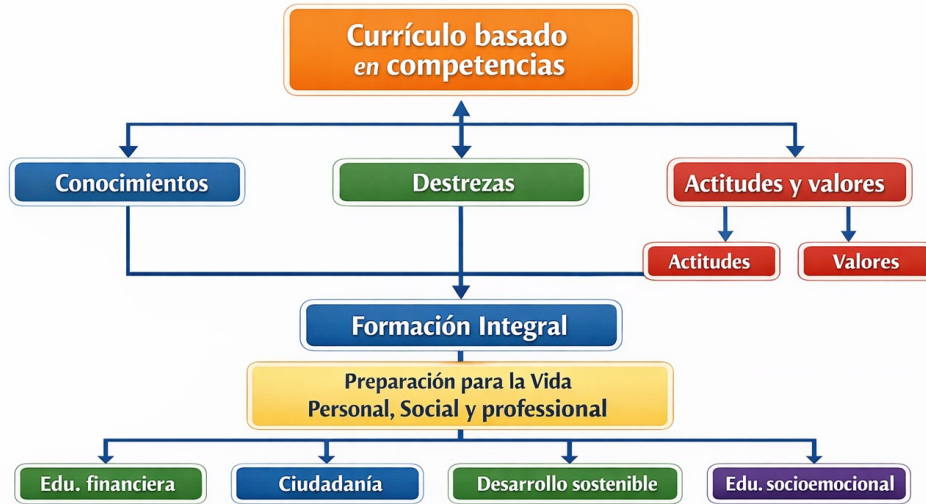 Currículo basado
en competencias
Conocimientos
Destrezas
Actitudes y valores
Actitudes
Valores
Formación Integral
Preparación para la Vida
Personal, Social y professional
Edu. financiera
Ciudadanía
Desarrollo sostenible
Edu. socioemocional